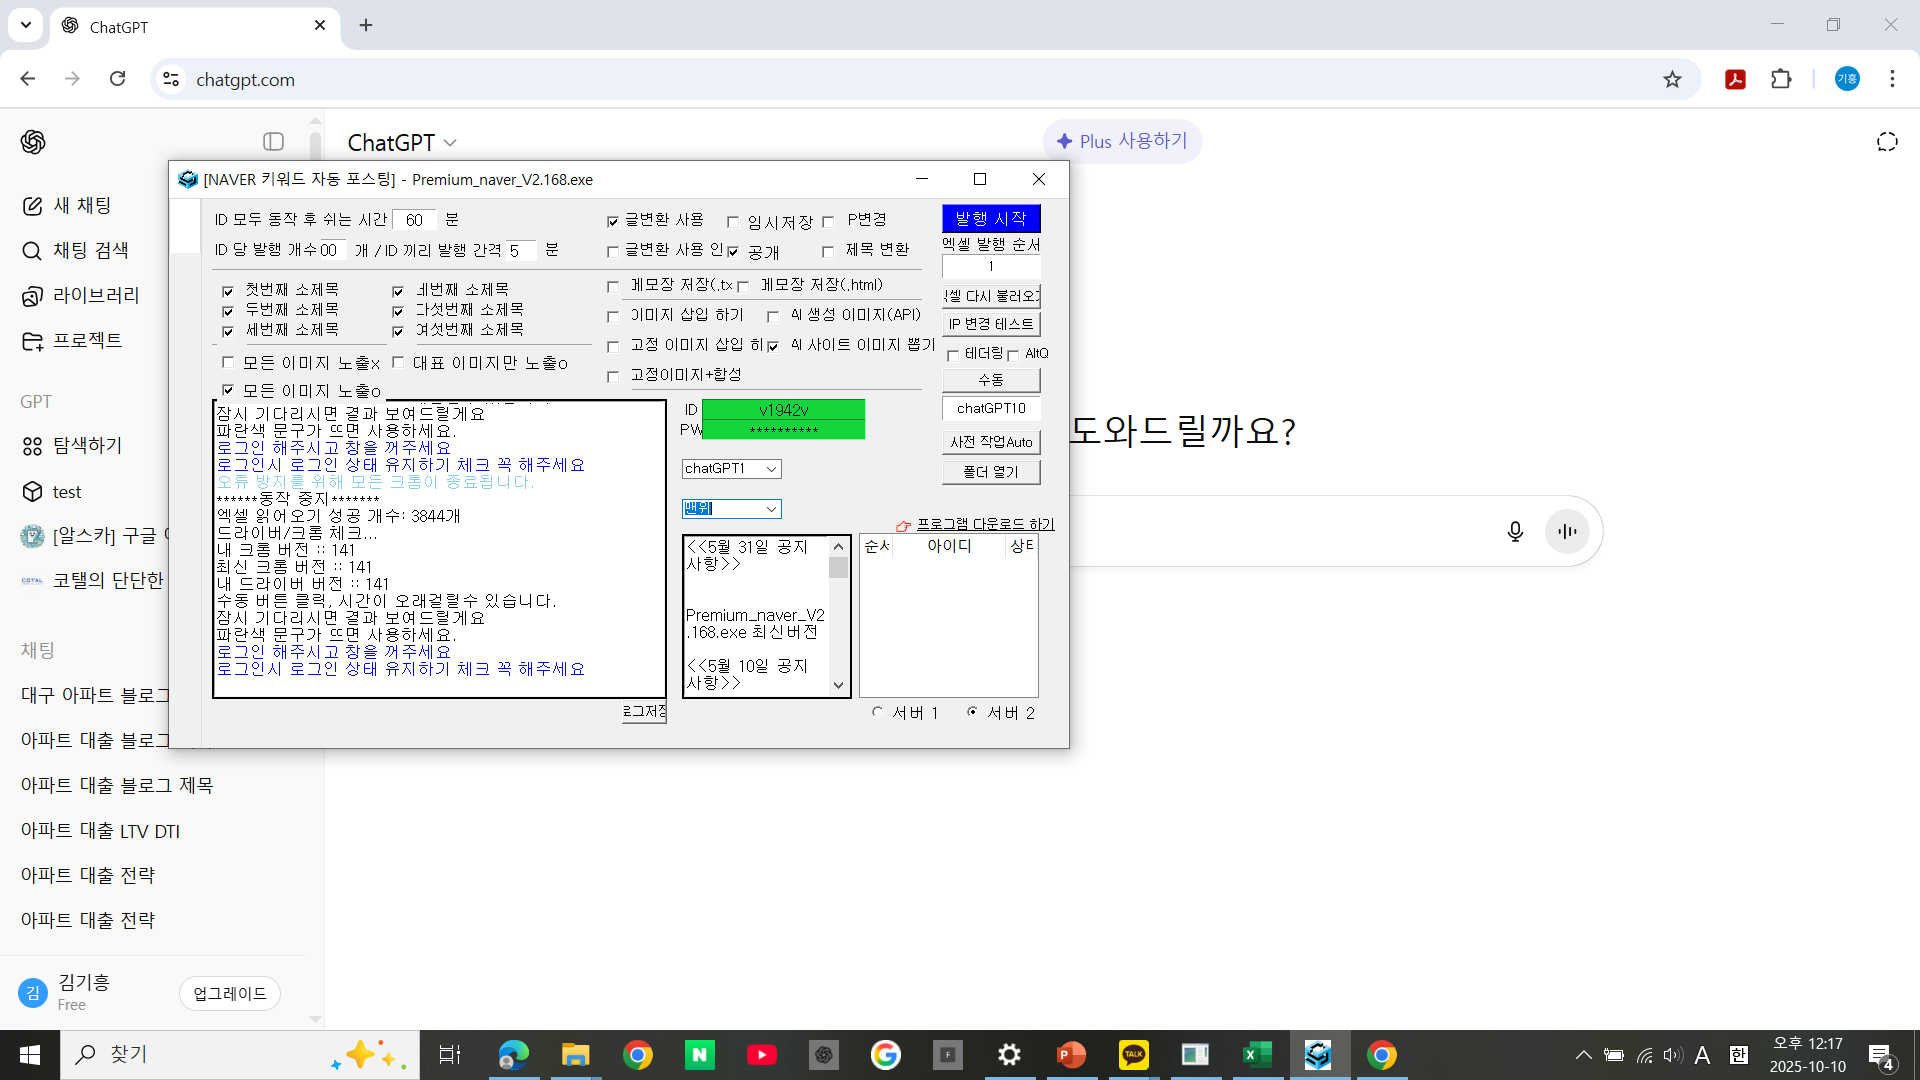 ChatGPT
chatgpt.com
기흥
ChatGPT
Plus 사용하기
새 채팅
채팅 검색
라이브러리
프로젝트
GPT
탐색하기
test
[알스카] 구글
코탤의 단단한
채팅
대구 아파트 블로그
아파트 대출 블로그
아파트 대출 블로그 제목
아파트 대출 LTV DTI
아파트 대출 전략
아파트 대출 전략
김
김기흥
Free
업그레이드
도와드릴까요?
[NAVER 키워드 자동 포스팅] - Premium_naver_V2.168.exe
ID 모두 동작 후 쉬는 시간 60 분
ID 당 발행 개수 00 개 / ID 끼리 발행 간격 5 분
글변환 사용 임시저장 P변경
글변환 사용 인 공개 제목 변환
첫번째 소제목 네번째 소제목
두번째 소제목 다섯번째 소제목
세번째 소제목 여섯번째 소제목
모든 이미지 노출x 대표 이미지만 노출o
모든 이미지 노출o
메모장 저장(.tx 메모장 저장(.html)
이미지 삽입 하기 AI 생성 이미지(API)
고정 이미지 삽입 히 AI 사이트 이미지 뽑기
고정이미지+합성
발행 시작
엑셀 발행 순서
1
엑셀 다시 불러오기
IP 변경 테스트
테더링 AltQ
수동
chatGPT10
사전 작업Auto
폴더 열기
잠시 기다리시면 결과 보여드릴게요
파란색 문구가 뜨면 사용하세요.
로그인 해주시고 창을 꺼주세요
로그인시 로그인 상태 유지하기 체크 꼭 해주세요
오류 방지를 위해 모든 크롬이 종료됩니다.
******동작 중지*******
엑셀 읽어오기 성공 개수: 3844개
드라이버/크롬 체크...
내 크롬 버전 :: 141
최신 크롬 버전 :: 141
내 드라이버 버전 :: 141
수동 버튼 클릭, 시간이 오래걸릴수 있습니다.
잠시 기다리시면 결과 보여드릴게요
파란색 문구가 뜨면 사용하세요.
로그인 해주시고 창을 꺼주세요
로그인시 로그인 상태 유지하기 체크 꼭 해주세요
로그저장
ID v1942v
PW **********
chatGPT1
맨위
프로그램 다운로드 하기
<<5월 31일 공지
사항>>
Premium_naver_V2
.168.exe 최신버전
<<5월 10일 공지
사항>>
순서 아이디 상태
서버 1 서버 2
찾기
TALK
A
한
오후 12:17
2025-10-10
4